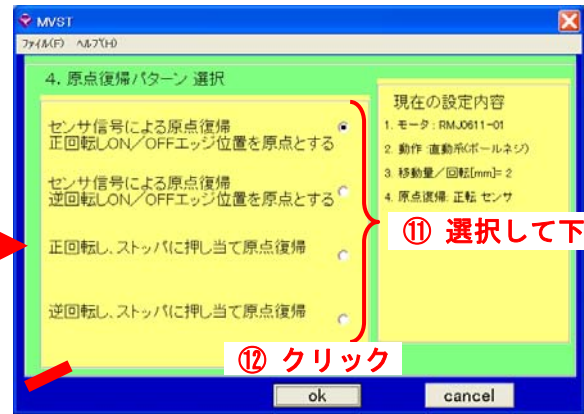 MVST
ファイル(F) ヘルプ(H)
4. 原点復帰パターン 選択
センサ信号による原点復帰
正回転しON／OFFエッジ位置を原点とする
センサ信号による原点復帰
逆回転しON／OFFエッジ位置を原点とする
正回転し、ストッパに押し当て原点復帰
逆回転し、ストッパに押し当て原点復帰
現在の設定内容
1. モータ: RMJ0611-01
2. 動作: 直動系(ボールネジ)
3. 移動量／回転[mm]= 2
4. 原点復帰: 正転 センサ
⑪ 選択して下
⑫ クリック
ok
cancel